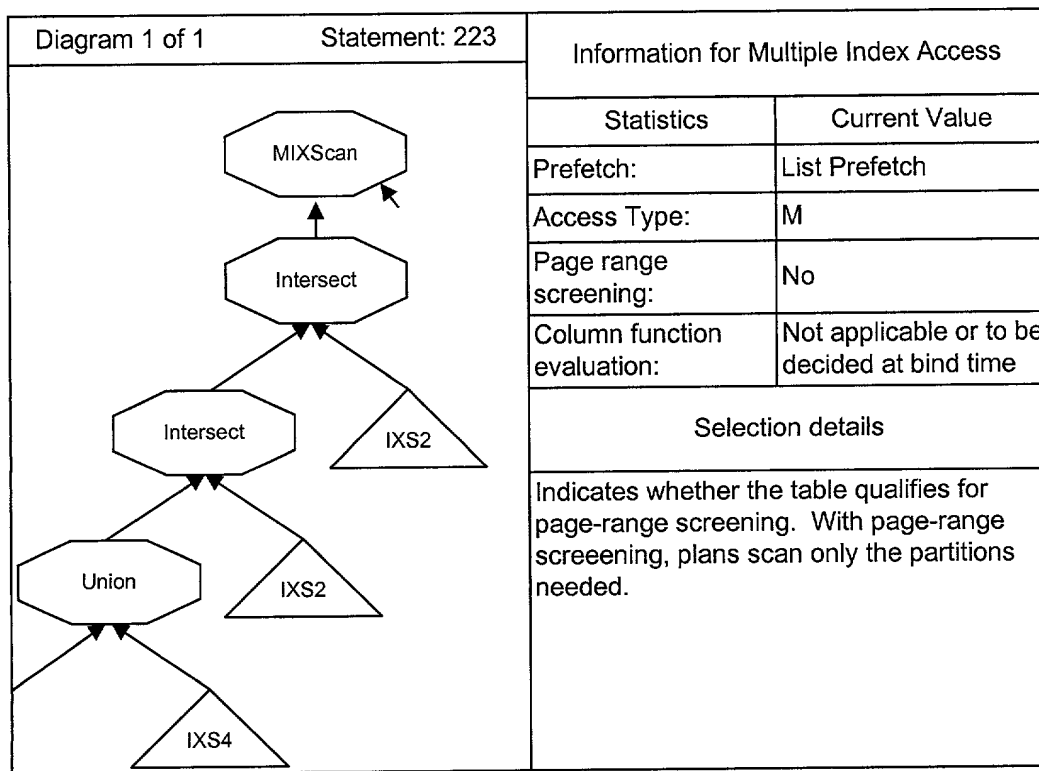 Diagram 1 of 1 Statement: 223
MIXScan
Intersect
Intersect
IXS2
Union
IXS2
IXS4
Information for Multiple Index Access
Statistics Current Value
Prefetch: List Prefetch
Access Type: M
Page range
screening:
No
Column function
evaluation:
Not applicable or to be
decided at bind time
Selection details
Indicates whether the table qualifies for
page-range screening. With page-range
screeening, plans scan only the partitions
needed.